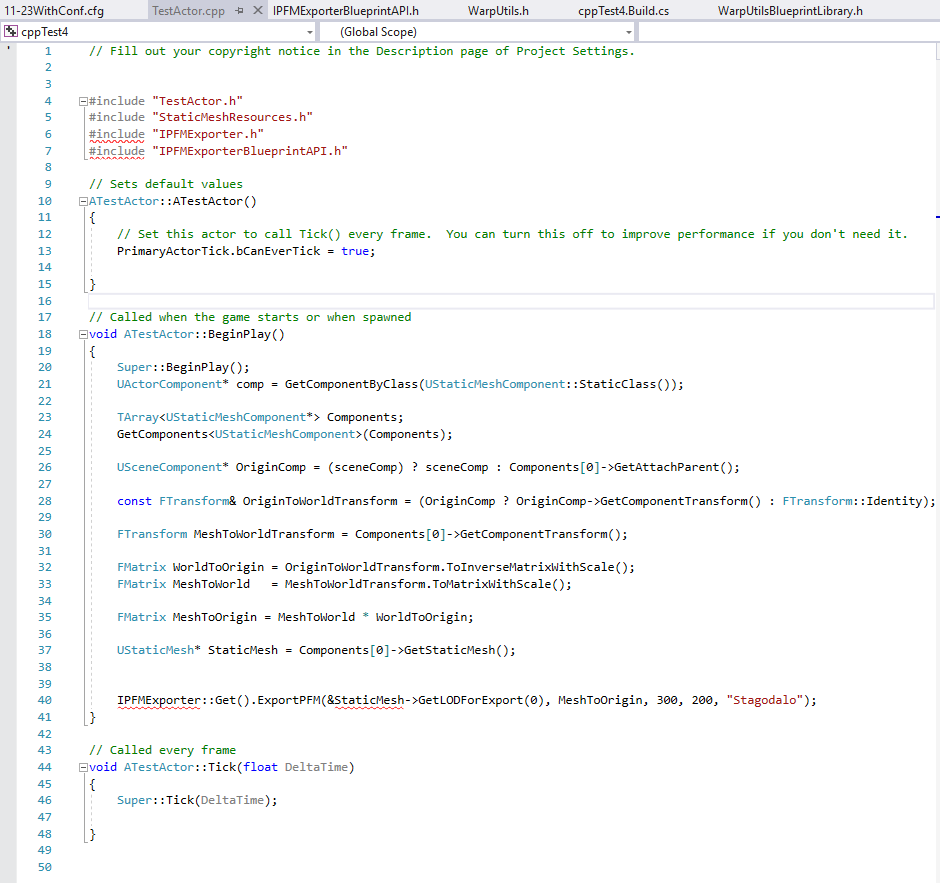 11-23WithConf.cfg TestActor.cpp IPFMExporterBlueprintAPI.h WarpUtils.h cppTest4.Build.cs WarpUtilsBlueprintLibrary.h
cppTest4 (Global Scope)
1 // Fill out your copyright notice in the Description page of Project Settings.
2
3
4 #include "TestActor.h"
5 #include "StaticMeshResources.h"
6 #include "IPFMExporter.h"
7 #include "IPFMExporterBlueprintAPI.h"
8
9 // Sets default values
10 ATestActor::ATestActor()
11 {
12 // Set this actor to call Tick() every frame.  You can turn this off to improve performance if you don't need it.
13 PrimaryActorTick.bCanEverTick = true;
14
15 }
16
17 // Called when the game starts or when spawned
18 void ATestActor::BeginPlay()
19 {
20 Super::BeginPlay();
21 UActorComponent* comp = GetComponentByClass(UStaticMeshComponent::StaticClass());
22
23 TArray<UStaticMeshComponent*> Components;
24 GetComponents<UStaticMeshComponent>(Components);
25
26 USceneComponent* OriginComp = (sceneComp) ? sceneComp : Components[0]->GetAttachParent();
27
28 const FTransform& OriginToWorldTransform = (OriginComp ? OriginComp->GetComponentTransform() : FTransform::Identity);
29
30 FTransform MeshToWorldTransform = Components[0]->GetComponentTransform();
31
32 FMatrix WorldToOrigin = OriginToWorldTransform.ToInverseMatrixWithScale();
33 FMatrix MeshToWorld   = MeshToWorldTransform.ToMatrixWithScale();
34
35 FMatrix MeshToOrigin = MeshToWorld * WorldToOrigin;
36
37 UStaticMesh* StaticMesh = Components[0]->GetStaticMesh();
38
39
40 IPFMExporter::Get().ExportPFM(&StaticMesh->GetLODForExport(0), MeshToOrigin, 300, 200, "Stagodalo");
41 }
42
43 // Called every frame
44 void ATestActor::Tick(float DeltaTime)
45 {
46 Super::Tick(DeltaTime);
47
48 }
49
50